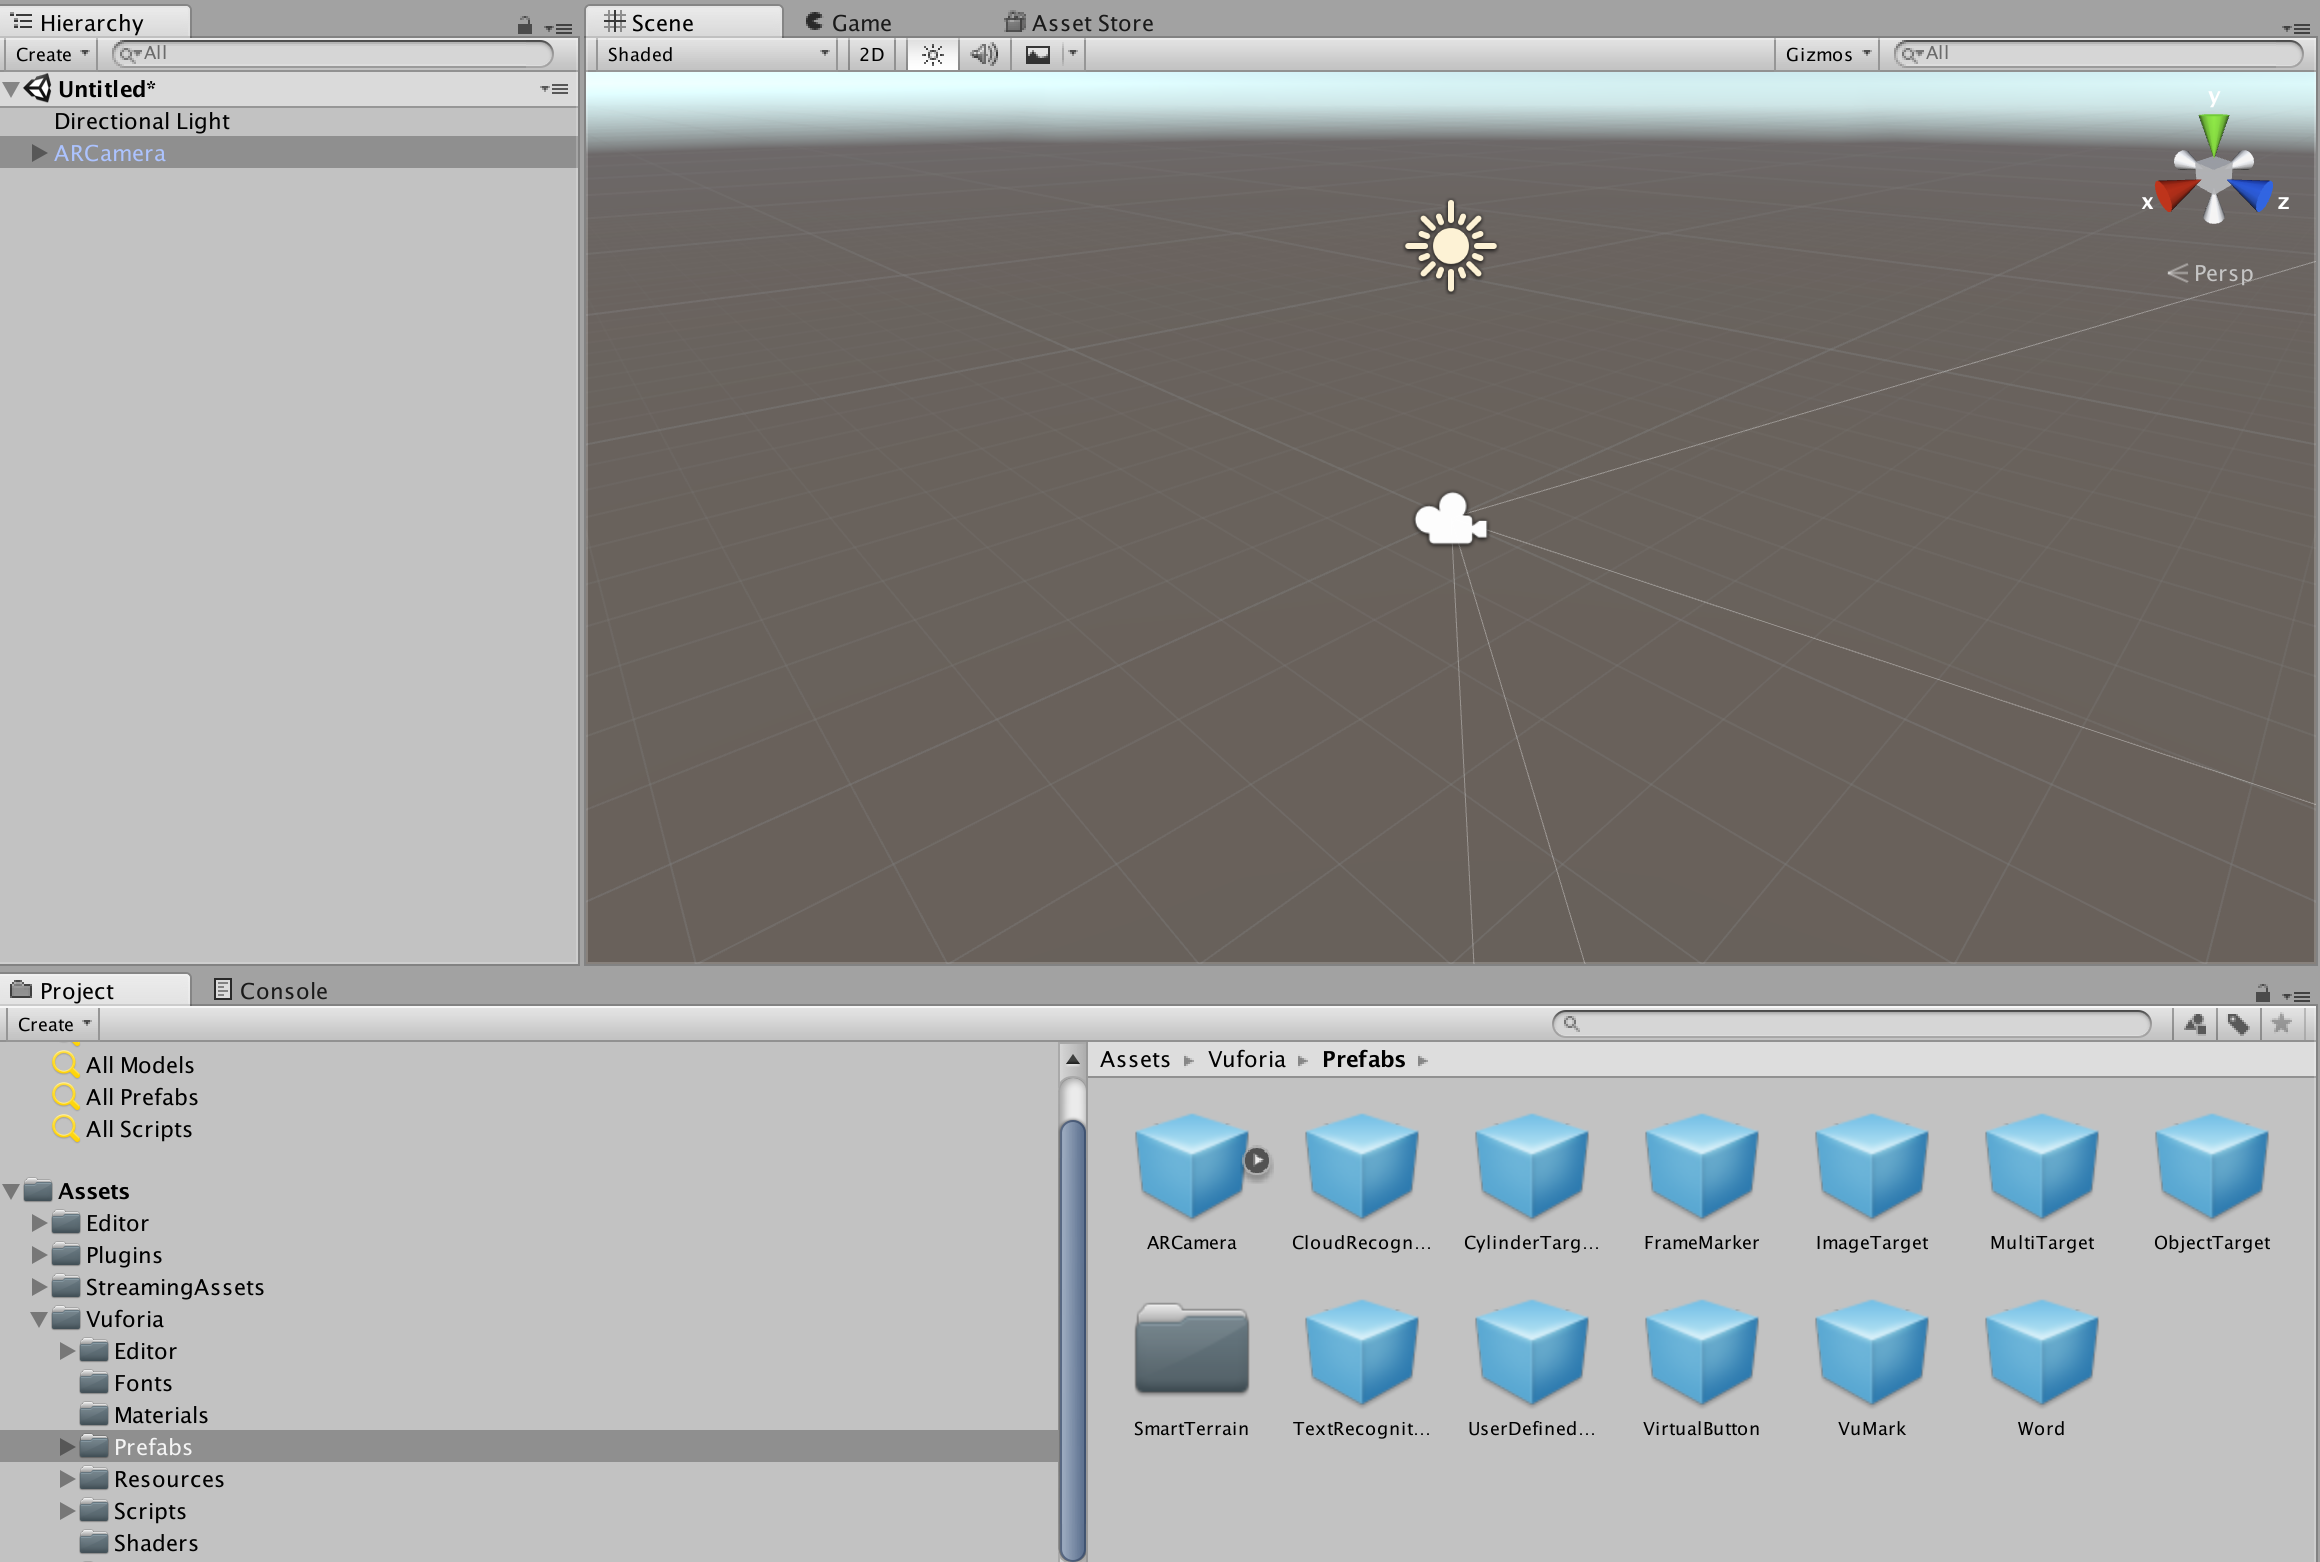 Hierarchy
Create
All
Untitled*
Directional Light
ARCamera
Scene
Game
Asset Store
Shaded
2D
Gizmos
All
y
x
z
Persp
Project
Console
Create
All Models
All Prefabs
All Scripts
Assets
Editor
Plugins
StreamingAssets
Vuforia
Editor
Fonts
Materials
Prefabs
Resources
Scripts
Shaders
Assets Vuforia Prefabs
ARCamera CloudRecogn... CylinderTarg... FrameMarker ImageTarget MultiTarget ObjectTarget
SmartTerrain TextRecognit... UserDefined... VirtualButton VuMark Word